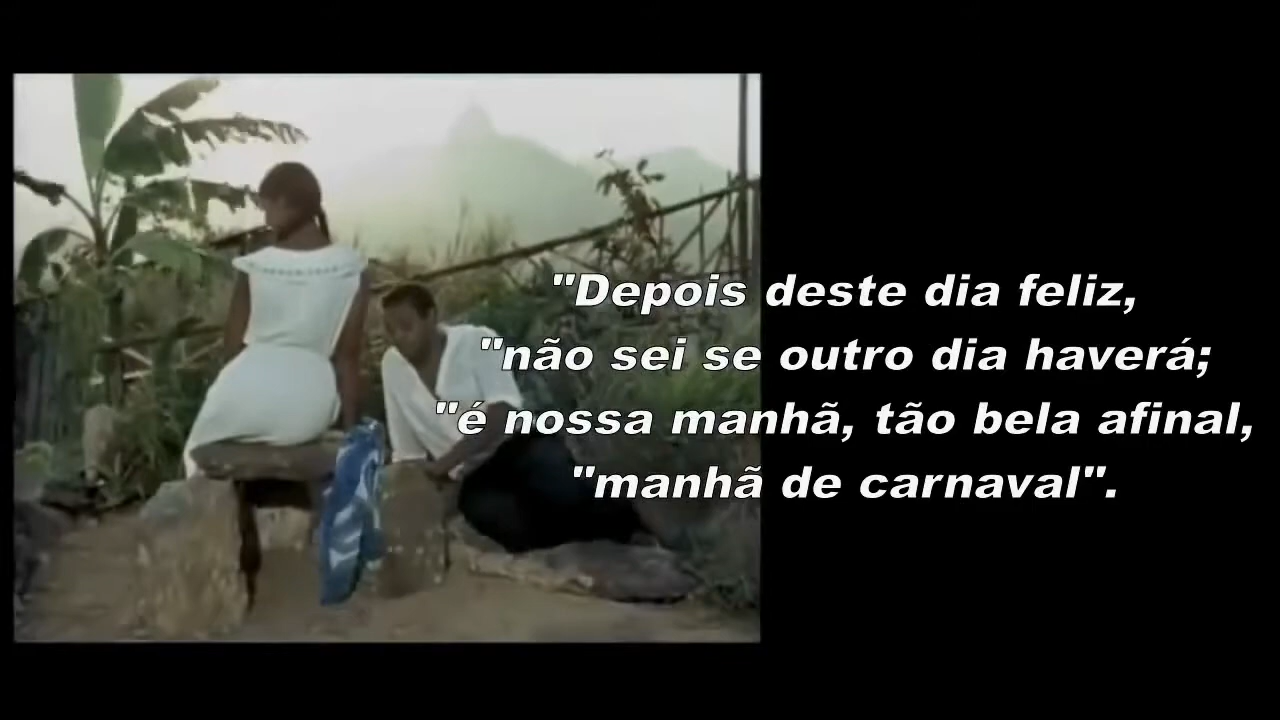 "Depois deste dia feliz,
"não sei se outro dia haverá;
"é nossa manhã, tão bela afinal,
"manhã de carnaval".